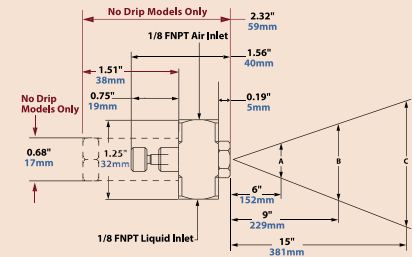 No Drip Models Only
2.32"
59mm
1/8 FNPT Air Inlet
1.56"
40mm
1.51"
38mm
0.75"
19mm
0.19"
5mm
No Drip
Models Only
0.68"
17mm
1.25"
32mm
A
B
C
6"
152mm
9"
229mm
1/8 FNPT Liquid Inlet
15"
381mm